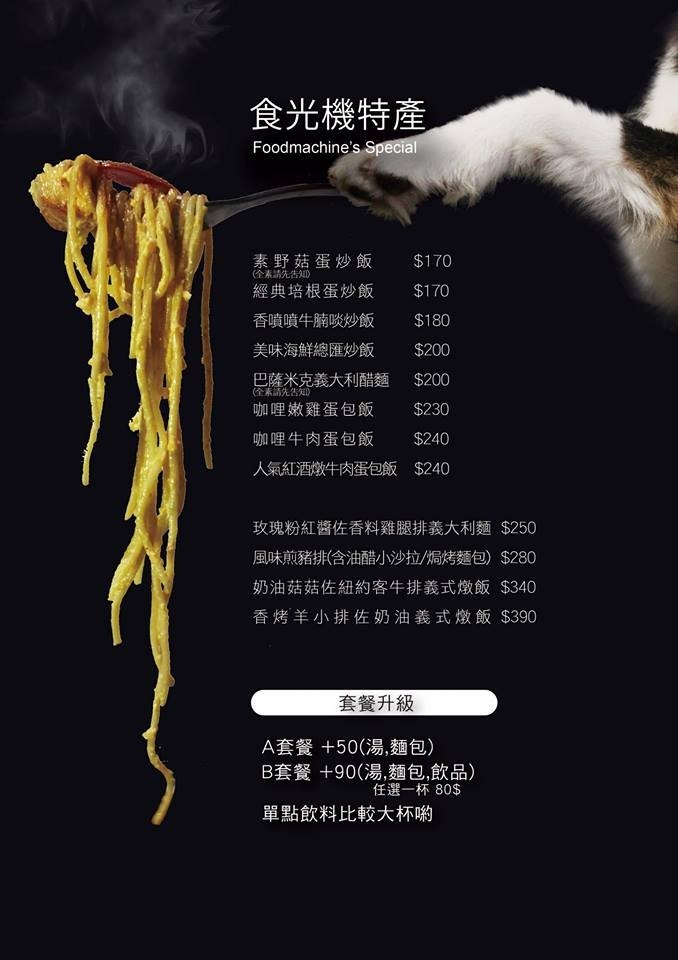 食光機特產
Foodmachine's Special
素野菇蛋炒飯 $170
(全素請先告知)
經典培根蛋炒飯 $170
香噴噴牛腩啖炒飯 $180
美味海鮮總匯炒飯 $200
巴薩米克義大利醋麵 $200
(全素請先告知)
咖哩嫩雞蛋包飯 $230
咖哩牛肉蛋包飯 $240
人氣紅酒燉牛肉蛋包飯 $240
玫瑰粉紅醬佐香料雞腿排義大利麵 $250
風味煎豬排(含油醋小沙拉/焗烤麵包) $280
奶油菇菇佐紐約客牛排義式燉飯 $340
香烤羊小排佐奶油義式燉飯 $390
套餐升級
A套餐 +50(湯,麵包)
B套餐 +90(湯,麵包,飲品)
任選一杯 80$
單點飲料比較大杯喲